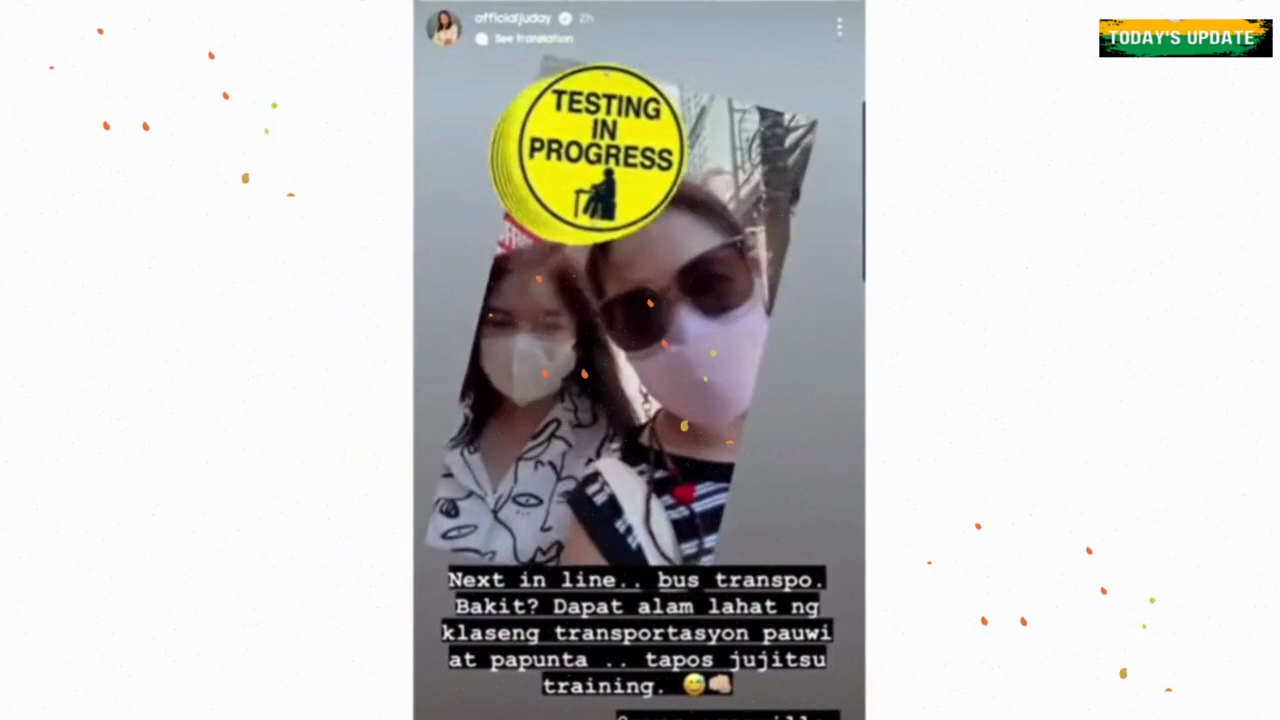 officialjuday 2h
See translation
TODAY'S UPDATE
TESTING
IN
PROGRESS
Next in line.. bus transpo.
Bakit? Dapat alam lahat ng
klaseng transportasyon pauwi
at papunta .. tapos jujitsu
training. 😅👊🏻